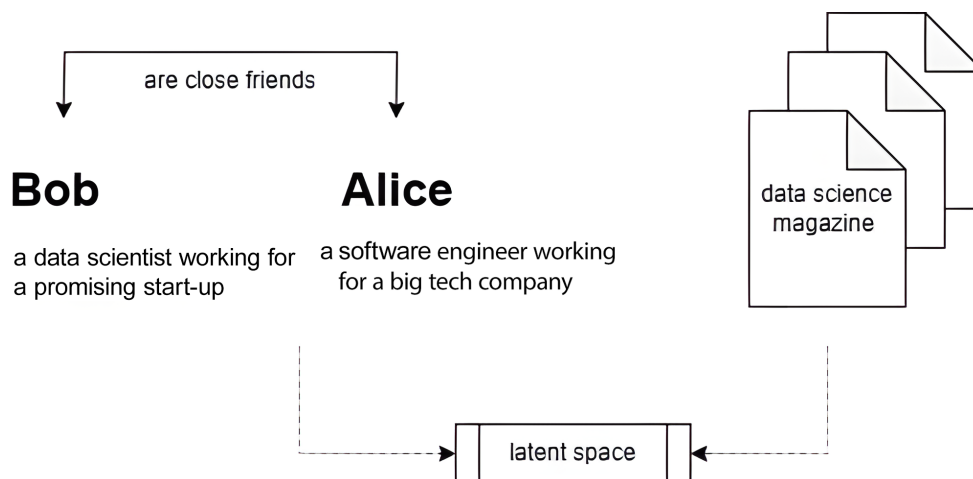 are close friends
Bob
Alice
a data scientist working for
a promising start-up
a software engineer working
for a big tech company
data science
magazine
latent space